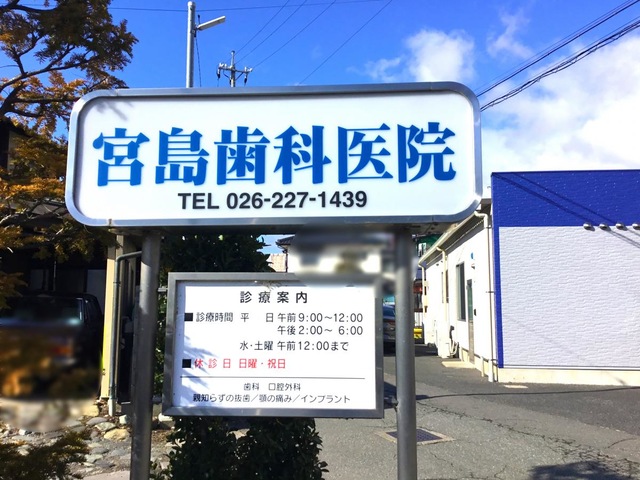 宮島歯科医院
TEL 026-227-1439
診療案内
■診療時間 平 日 午前 9:00～12:00
午後 2:00～ 6:00
水・土曜 午前 12:00まで
■休・診 日 日曜・祝日
歯科 口腔外科
親知らずの抜歯／顎の痛み／インプラント